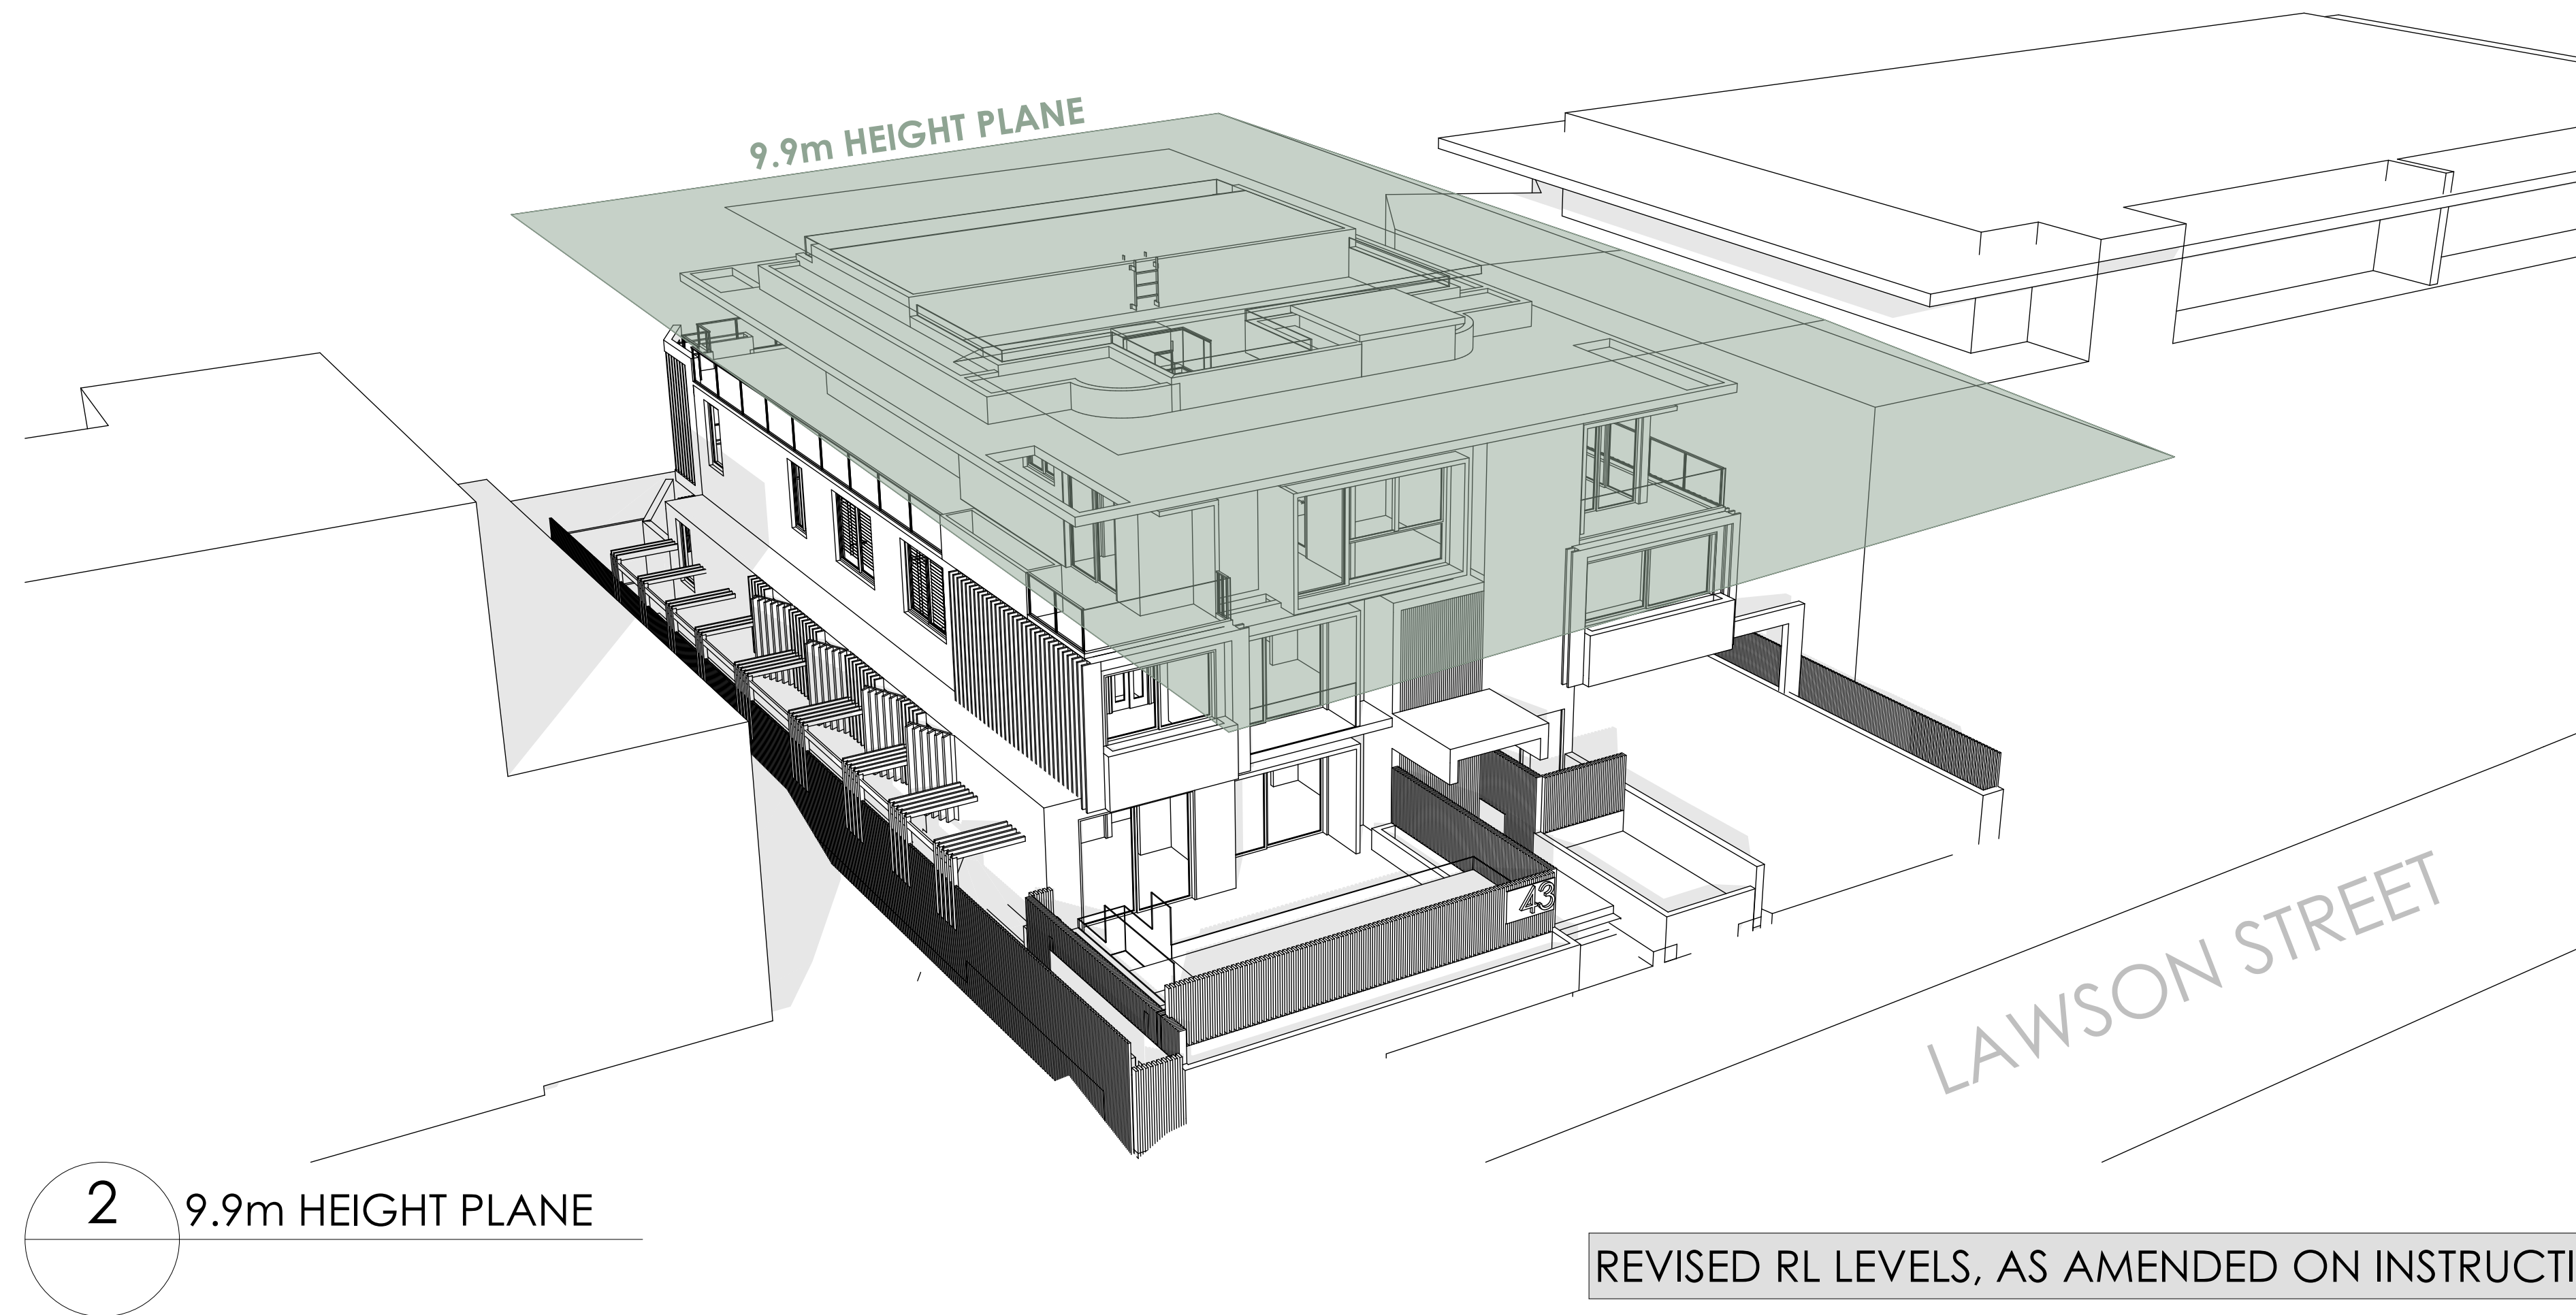 9.9m HEIGHT PLANE
43
LAWSON STREET
2
9.9m HEIGHT PLANE
REVISED RL LEVELS, AS AMENDED ON INSTRUCTI